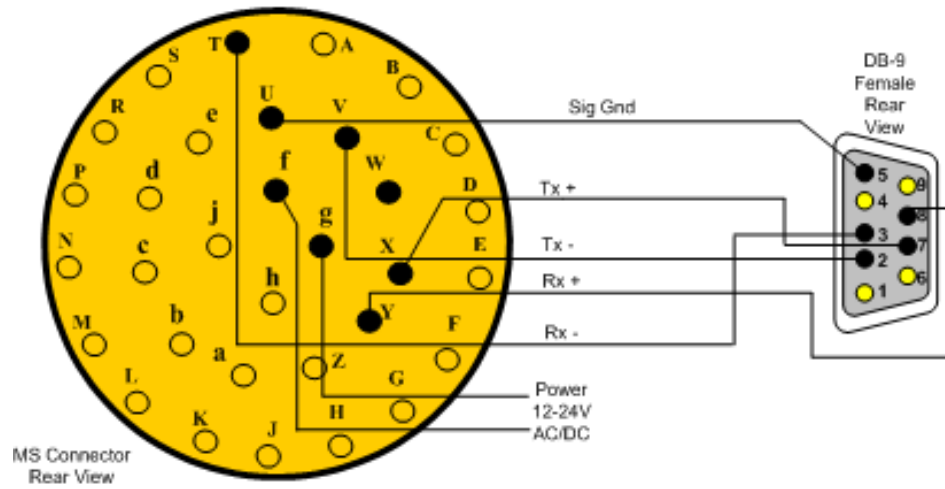 T
A
S
B
U
V
R
e
C
f
W
P
d
D
g
j
X
N
c
E
h
Y
M
b
F
a
Z
L
G
K
H
J
MS Connector
Rear View
Sig Gnd
Tx +
Tx -
Rx +
Rx -
Power
12-24V
AC/DC
DB-9
Female
Rear
View
5
9
4
8
3
7
2
6
1